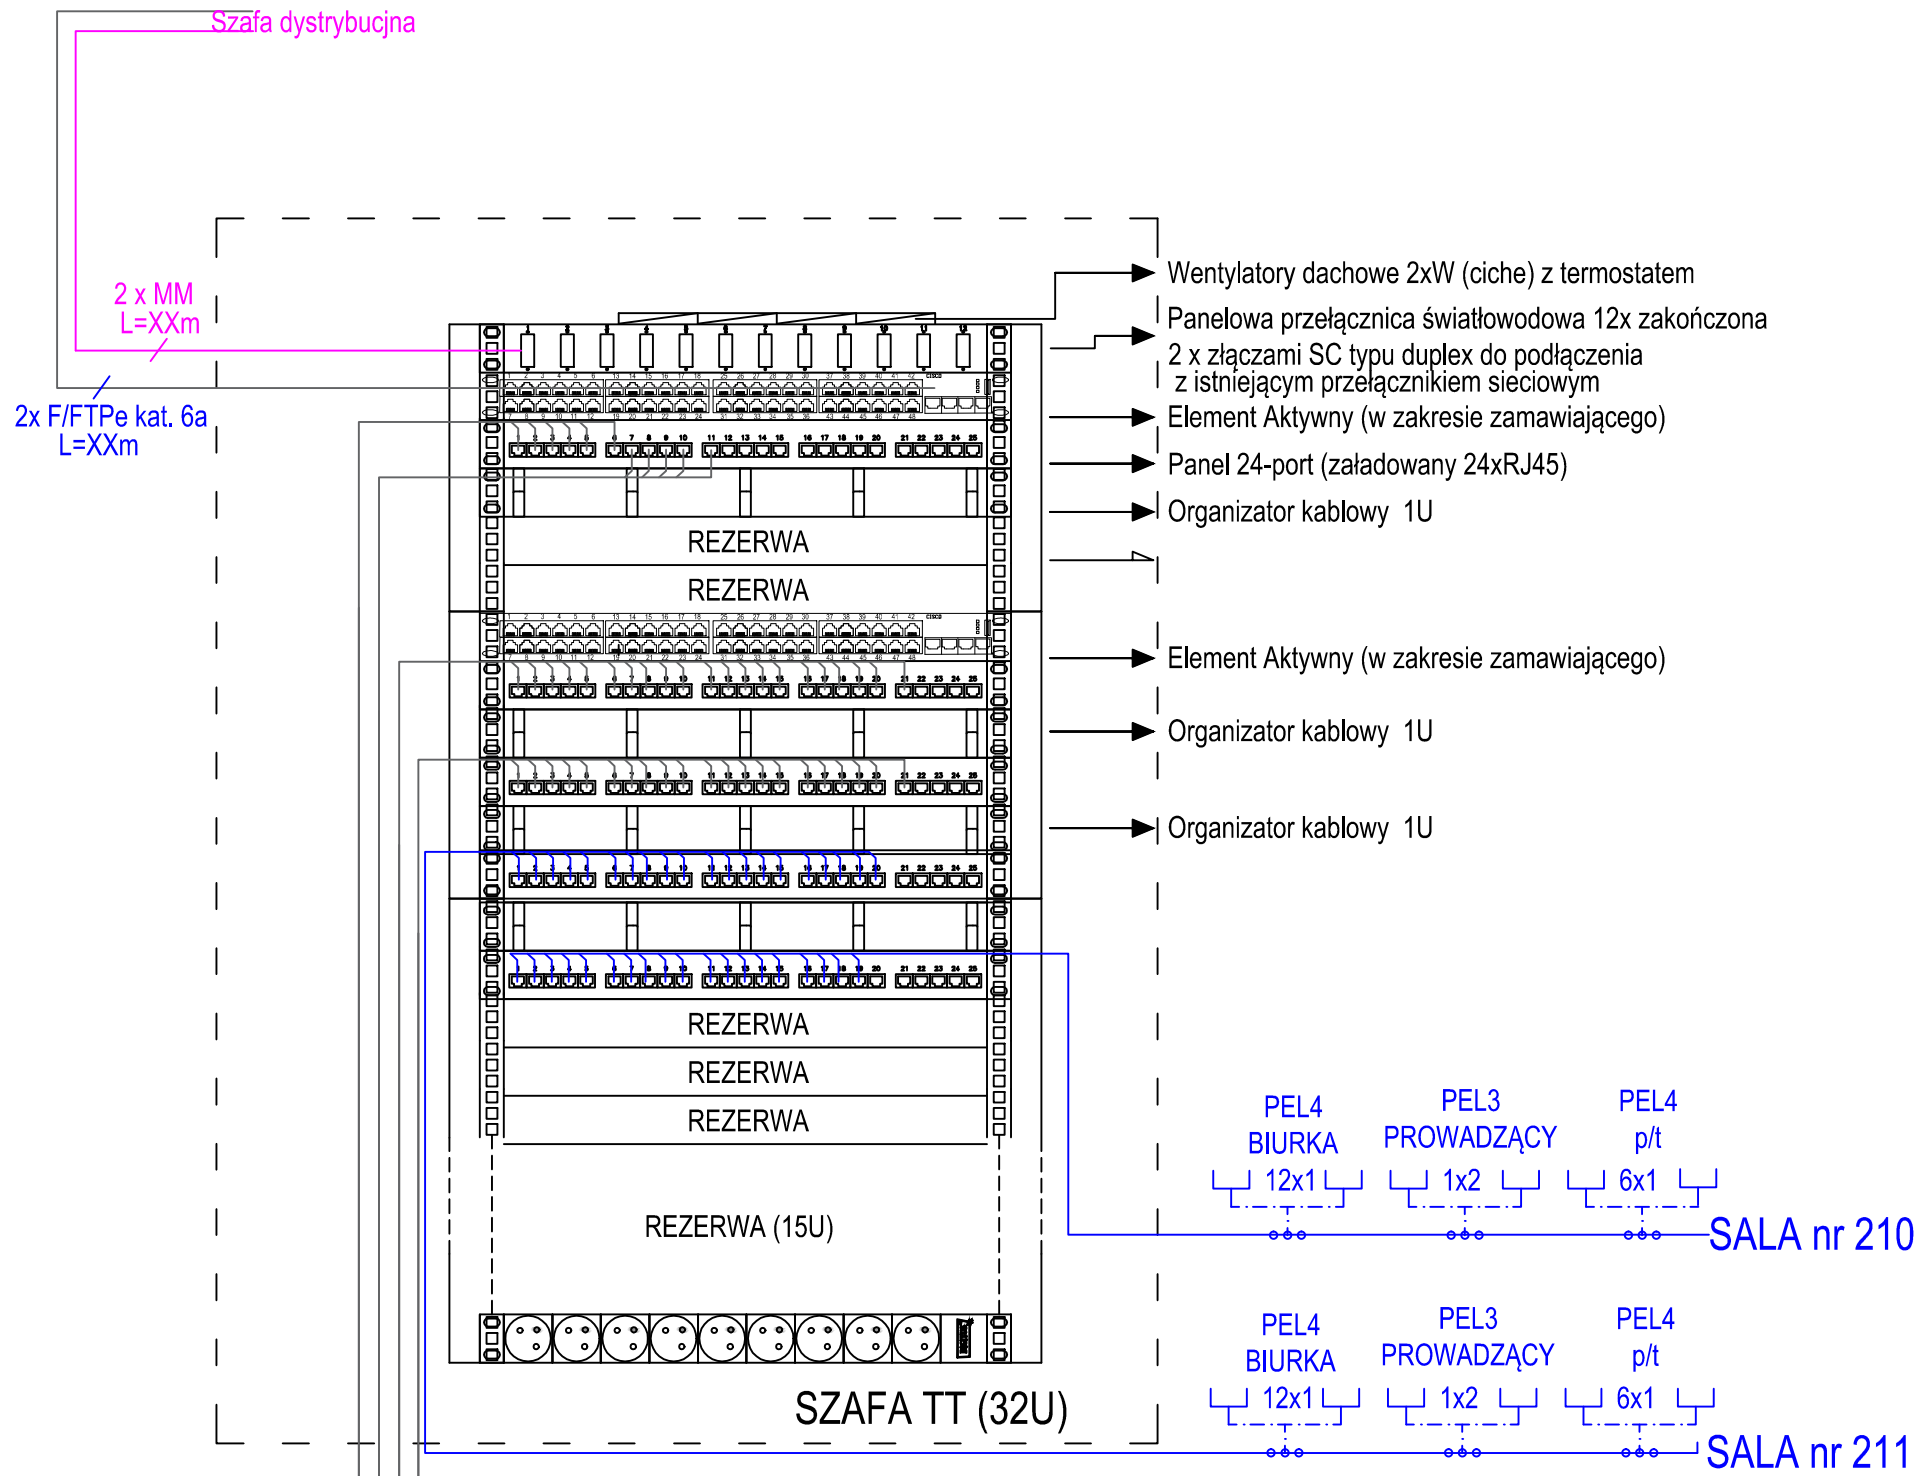 Szafa dystrybucjna
2 x MM
L=XXm
2x F/FTPe kat. 6a
L=XXm
Wentylatory dachowe 2xW (ciche) z termostatem
Panelowa przełącznica światłowodowa 12x zakończona
2 x złączami SC typu duplex do podłączenia
z istniejącym przełącznikiem sieciowym
Element Aktywny (w zakresie zamawiającego)
Panel 24-port (załadowany 24xRJ45)
Organizator kablowy 1U
REZERWA
REZERWA
Element Aktywny (w zakresie zamawiającego)
Organizator kablowy 1U
Organizator kablowy 1U
REZERWA
REZERWA
REZERWA
REZERWA (15U)
SZAFA TT (32U)
PEL4
BIURKA
12x1
PEL3
PROWADZĄCY
1x2
PEL4
p/t
6x1
SALA nr 210
PEL4
BIURKA
12x1
PEL3
PROWADZĄCY
1x2
PEL4
p/t
6x1
SALA nr 211